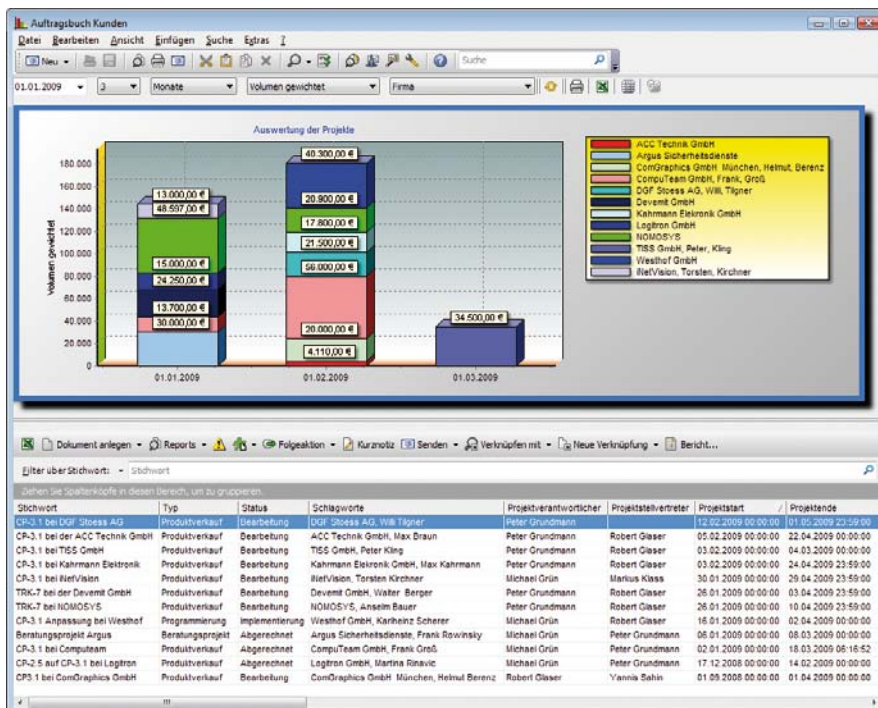 Auftragsbuch Kunden
Datei Bearbeiten Ansicht Einfügen Suche Extras ?
Neu Suche
01.01.2009 3 Monate Volumen gewichtet Firma
Auswertung der Projekte
Volumen gewichtet
180.000
160.000
140.000
120.000
100.000
80.000
60.000
40.000
20.000
0
13.000,00 €
48.597,00 €
15.000,00 €
24.250,00 €
13.700,00 €
30.000,00 €
40.300,00 €
20.900,00 €
17.800,00 €
21.500,00 €
56.000,00 €
20.000,00 €
4.110,00 €
34.500,00 €
01.01.2009 01.02.2009 01.03.2009
ACC Technik GmbH
Argus Sicherheitsdienste
ComGraphics GmbH München, Helmut, Berenz
CompuTeam GmbH, Frank, Groß
DGF Stoess AG, Willi, Tilgner
Devemit GmbH
Kahrmann Elekronik GmbH
Logitron GmbH
NOMOSYS
TISS GmbH, Peter, Kling
Westhof GmbH
iNetVision, Torsten, Kirchner
Dokument anlegen Reports Folgeaktion Kurznotiz Senden Verknüpfen mit Neue Verknüpfung Bericht...
Filter über Stichwort: Stichwort
Ziehen Sie Spaltenköpfe in diesen Bereich, um zu gruppieren.
Stichwort Typ Status Schlagworte Projektverantwortlicher Projektstellvertreter Projektstart Projektende
CP-3.1 bei DGF Stoess AG Produktverkauf Bearbeitung DGF Stoess AG, Willi Tilgner Peter Grundmann 12.02.2009 00:00:00 01.05.2009 23:59:00
CP-3.1 bei der ACC Technik GmbH Produktverkauf Bearbeitung ACC Technik GmbH, Max Braun Peter Grundmann Robert Glaser 05.02.2009 00:00:00 22.04.2009 00:00:00
CP-3.1 bei TISS GmbH Produktverkauf Bearbeitung TISS GmbH, Peter Kling Peter Grundmann Robert Glaser 03.02.2009 00:00:00 04.03.2009 00:00:00
CP-3.1 bei Kahrmann Elektronik Produktverkauf Bearbeitung Kahrmann Elekronik GmbH, Max Kahrmann Peter Grundmann Robert Glaser 03.02.2009 00:00:00 24.04.2009 23:59:00
CP-3.1 bei iNetVision Produktverkauf Bearbeitung iNetVision, Torsten Kirchner Michael Grün Markus Klass 30.01.2009 00:00:00 29.04.2009 23:59:00
TRK-7 bei der Devemit GmbH Produktverkauf Bearbeitung Devemit GmbH, Walter Berger Peter Grundmann Robert Glaser 26.01.2009 00:00:00 03.04.2009 23:59:00
TRK-7 bei NOMOSYS Produktverkauf Bearbeitung NOMOSYS, Anselm Bauer Peter Grundmann Robert Glaser 26.01.2009 00:00:00 10.04.2009 23:59:00
CP-3.1 Anpassung bei Westhof Programmierung Implementierung Westhof GmbH, Karlheinz Scherer Michael Grün Robert Glaser 16.01.2009 00:00:00 02.04.2009 00:00:00
Beratungsprojekt Argus Beratungsprojekt Abgerechnet Argus Sicherheitsdienste, Frank Rowinsky Michael Grün Peter Grundmann 06.01.2009 00:00:00 08.03.2009 00:00:00
CP-3.1 bei Computeam Produktverkauf Abgerechnet CompuTeam GmbH, Frank Groß Michael Grün Peter Grundmann 02.01.2009 00:00:00 18.03.2009 06:16:52
CP-2.5 auf CP-3.1 bei Logitron Produktverkauf Abgerechnet Logitron GmbH, Martina Rinavic Michael Grün Peter Grundmann 17.12.2008 00:00:00 14.02.2009 00:00:00
CP3.1 bei ComGraphics GmbH Produktverkauf Bearbeitung ComGraphics GmbH München, Helmut Berenz Robert Glaser Yannis Sahin 01.09.2008 00:00:00 01.04.2009 00:00:00